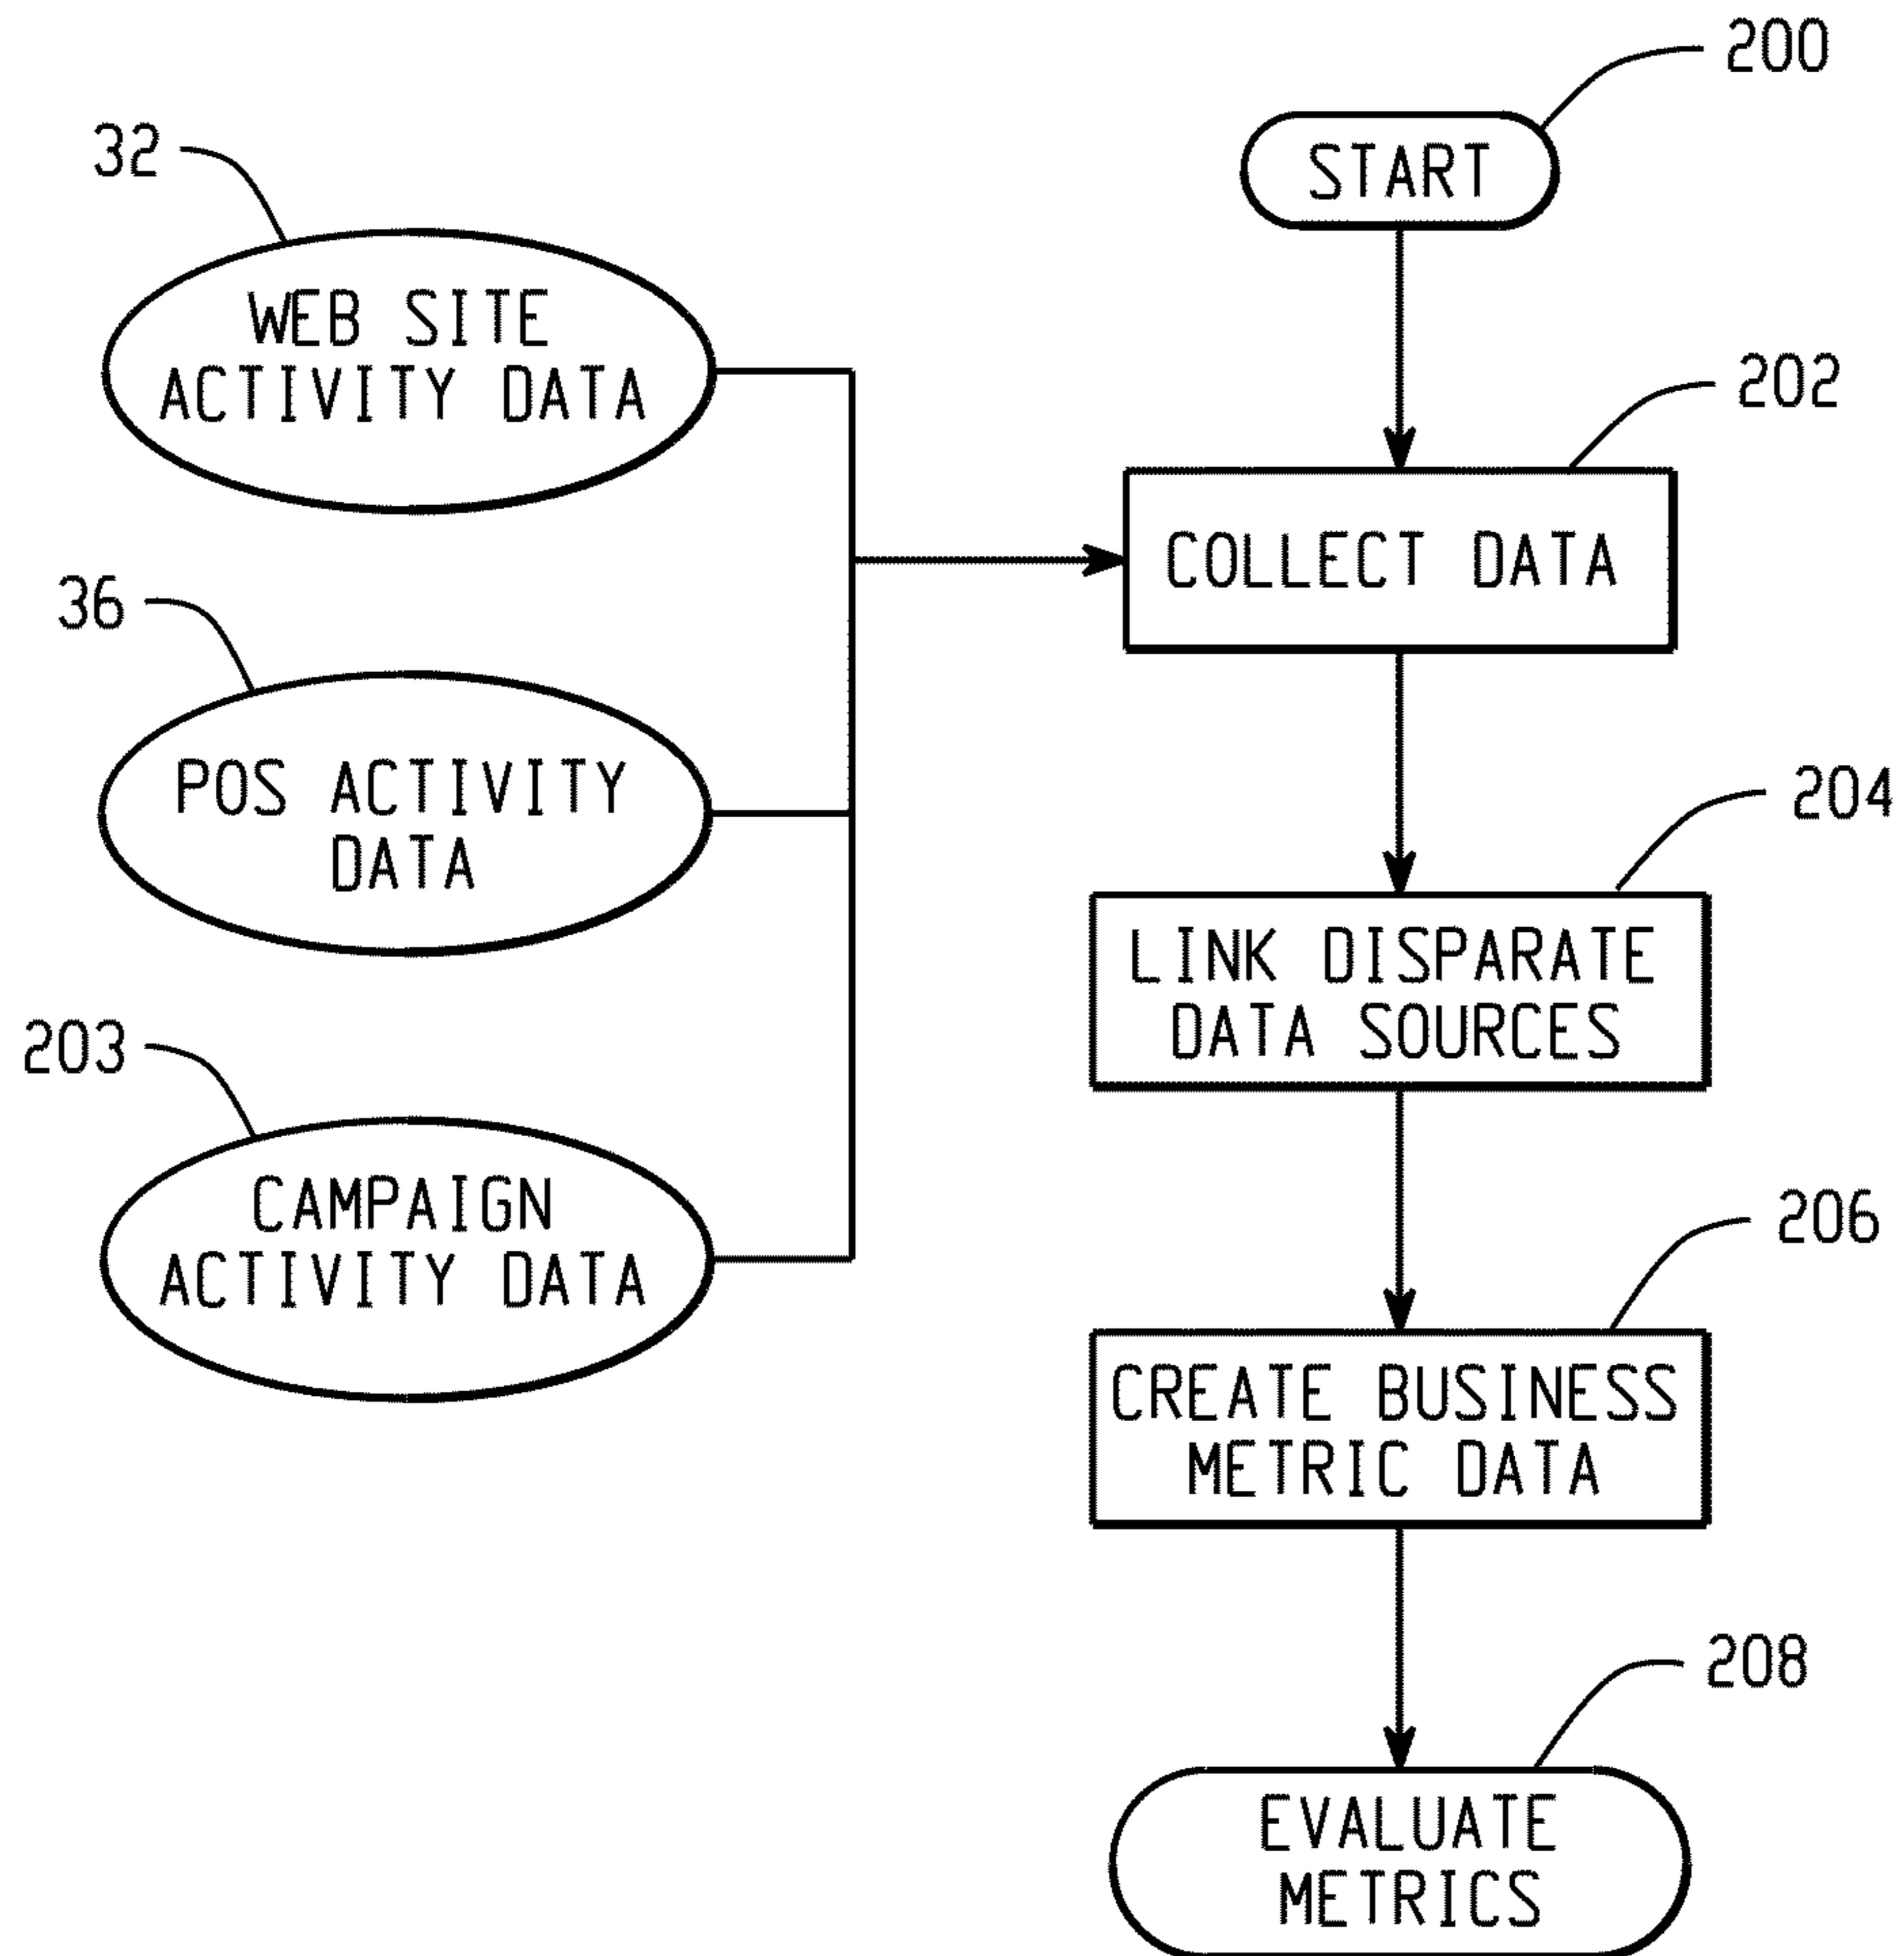 200
START
32
WEB SITE
ACTIVITY DATA
202
COLLECT DATA
36
POS ACTIVITY
DATA
204
LINK DISPARATE
DATA SOURCES
203
CAMPAIGN
ACTIVITY DATA
206
CREATE BUSINESS
METRIC DATA
208
EVALUATE
METRICS